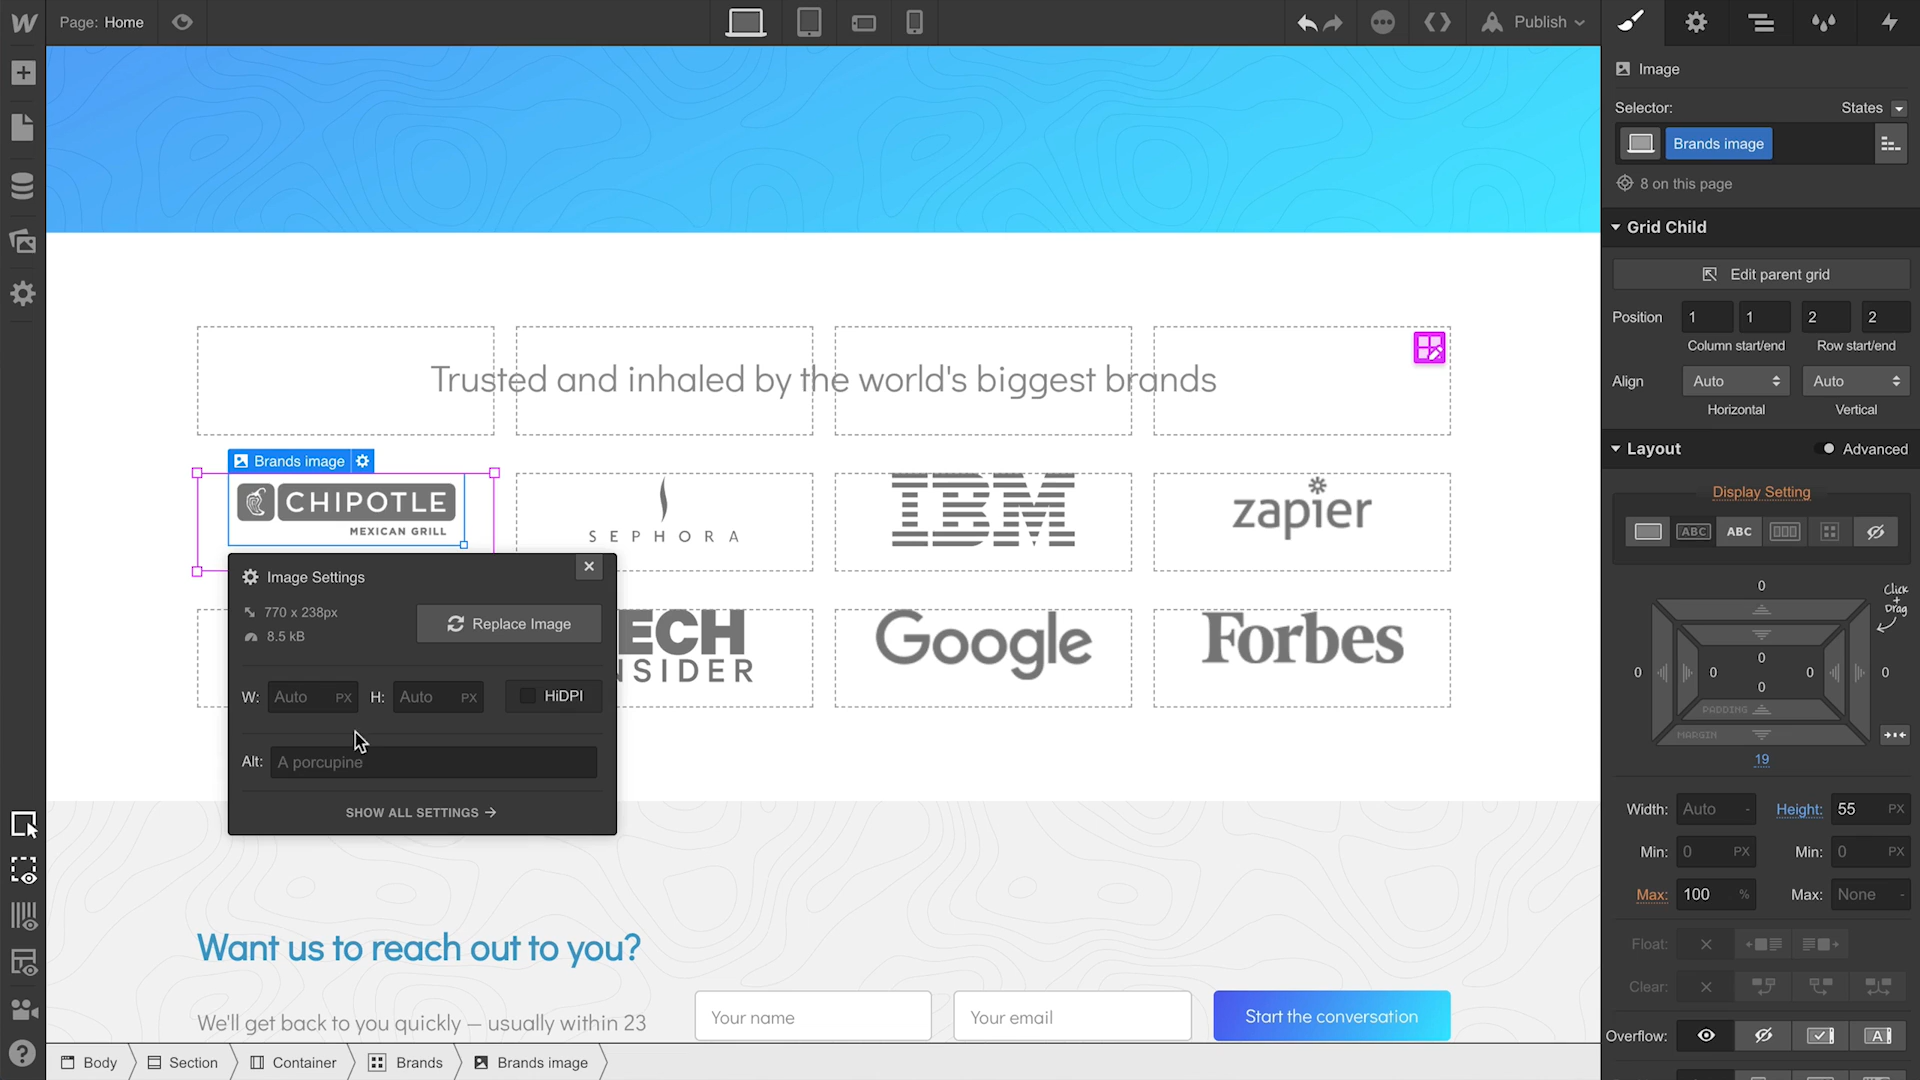 Page: Home
Publish
Image
Selector:
States
Brands image
8 on this page
Grid Child
Edit parent grid
Position 1 1 2 2
Column start/end Row start/end
Align Auto Auto
Horizontal Vertical
Layout
Advanced
Display Setting
ABC ABC
0
Click + Drag
0 0 0 0 0
0
PADDING
MARGIN
19
Width: Auto - Height: 55 PX
Min: 0 PX Min: 0 PX
Max: 100 % Max: None -
Float:
Clear:
Overflow:
Trusted and inhaled by the world's biggest brands
Brands image
CHIPOTLE
MEXICAN GRILL
SEPHORA
IBM
zapier
ECH
NSIDER
Google
Forbes
Image Settings
770 x 238px
8.5 kB
Replace Image
W: Auto PX H: Auto PX HiDPI
Alt: A porcupine
SHOW ALL SETTINGS
Want us to reach out to you?
We'll get back to you quickly — usually within 23
Your name
Your email
Start the conversation
Body
Section
Container
Brands
Brands image